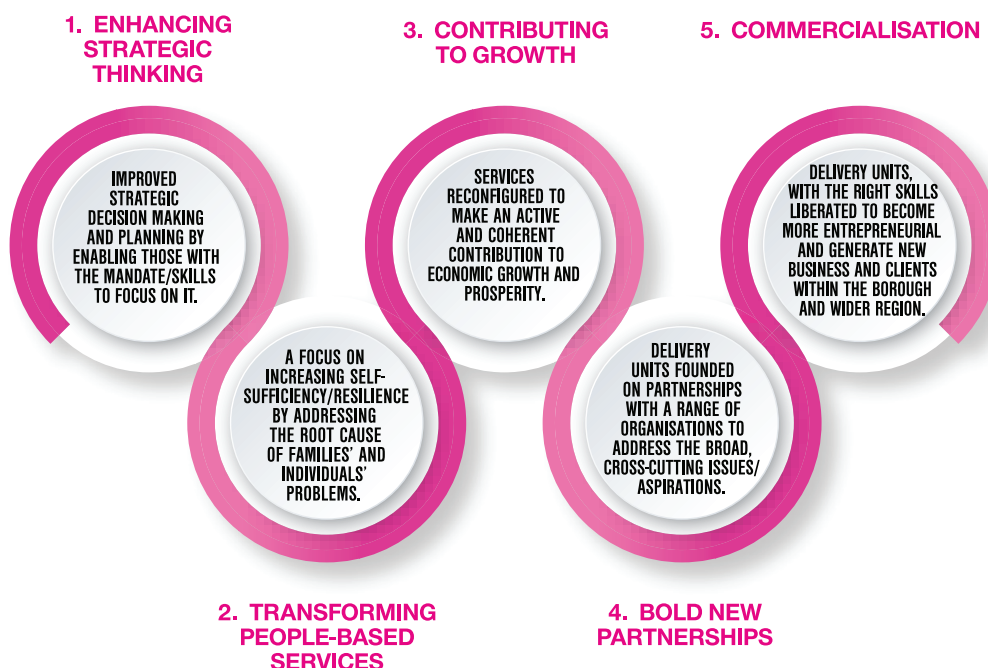 1. ENHANCING
STRATEGIC
THINKING
IMPROVED
STRATEGIC
DECISION MAKING
AND PLANNING BY
ENABLING THOSE WITH
THE MANDATE/SKILLS
TO FOCUS ON IT.
2. TRANSFORMING
PEOPLE-BASED
SERVICES
A FOCUS ON
INCREASING SELF-
SUFFICIENCY/RESILIENCE
BY ADDRESSING
THE ROOT CAUSE
OF FAMILIES’ AND
INDIVIDUALS’
PROBLEMS.
3. CONTRIBUTING
TO GROWTH
SERVICES
RECONFIGURED TO
MAKE AN ACTIVE
AND COHERENT
CONTRIBUTION TO
ECONOMIC GROWTH AND
PROSPERITY.
4. BOLD NEW
PARTNERSHIPS
DELIVERY
UNITS FOUNDED
ON PARTNERSHIPS
WITH A RANGE OF
ORGANISATIONS TO
ADDRESS THE BROAD,
CROSS-CUTTING ISSUES/
ASPIRATIONS.
5. COMMERCIALISATION
DELIVERY UNITS,
WITH THE RIGHT SKILLS
LIBERATED TO BECOME
MORE ENTREPRENEURIAL
AND GENERATE NEW
BUSINESS AND CLIENTS
WITHIN THE BOROUGH
AND WIDER REGION.